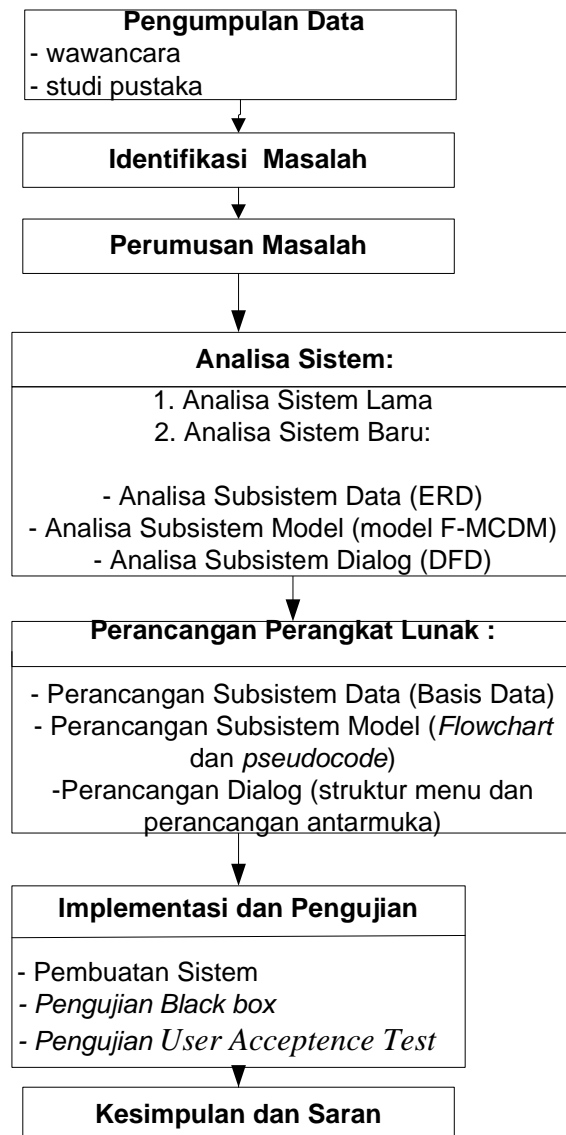 Pengumpulan Data
- wawancara
- studi pustaka
Identifikasi Masalah
Perumusan Masalah
Analisa Sistem:
1. Analisa Sistem Lama
2. Analisa Sistem Baru:
- Analisa Subsistem Data (ERD)
- Analisa Subsistem Model (model F-MCDM)
- Analisa Subsistem Dialog (DFD)
Perancangan Perangkat Lunak :
- Perancangan Subsistem Data (Basis Data)
- Perancangan Subsistem Model (Flowchart
dan pseudocode)
-Perancangan Dialog (struktur menu dan
perancangan antarmuka)
Implementasi dan Pengujian
- Pembuatan Sistem
- Pengujian Black box
- Pengujian User Acceptence Test
Kesimpulan dan Saran